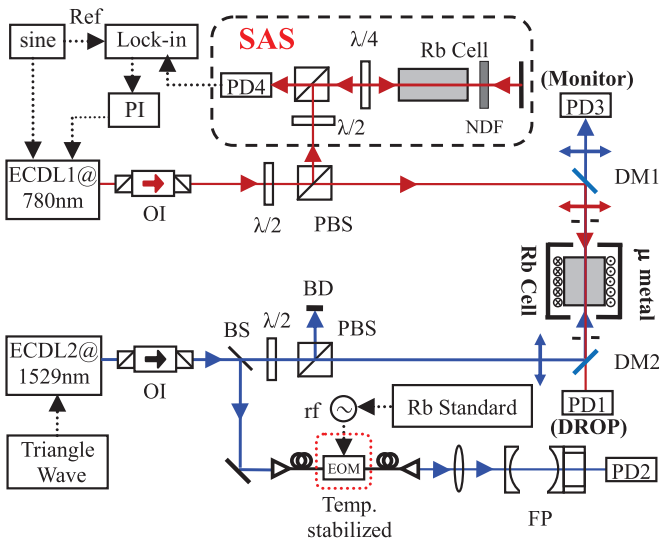 sine
Ref
Lock-in
PI
SAS
λ/4
Rb Cell
PD4
NDF
λ/2
(Monitor)
PD3
ECDL1@
780nm
OI
λ/2
PBS
DM1
Rb Cell
μ metal
ECDL2@
1529nm
OI
BS
λ/2
BD
PBS
DM2
PD1
(DROP)
Triangle
Wave
rf
Rb Standard
EOM
Temp.
stabilized
FP
PD2